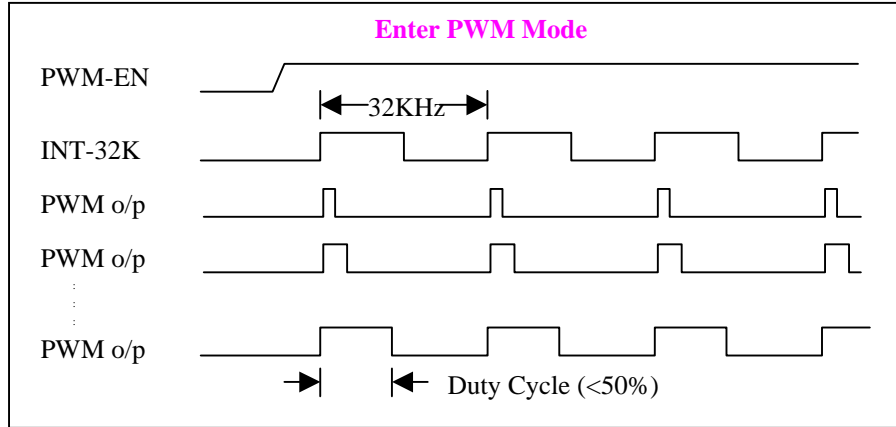 Enter PWM Mode
PWM-EN
32KHz
INT-32K
PWM o/p
PWM o/p
PWM o/p
Duty Cycle (<50%)